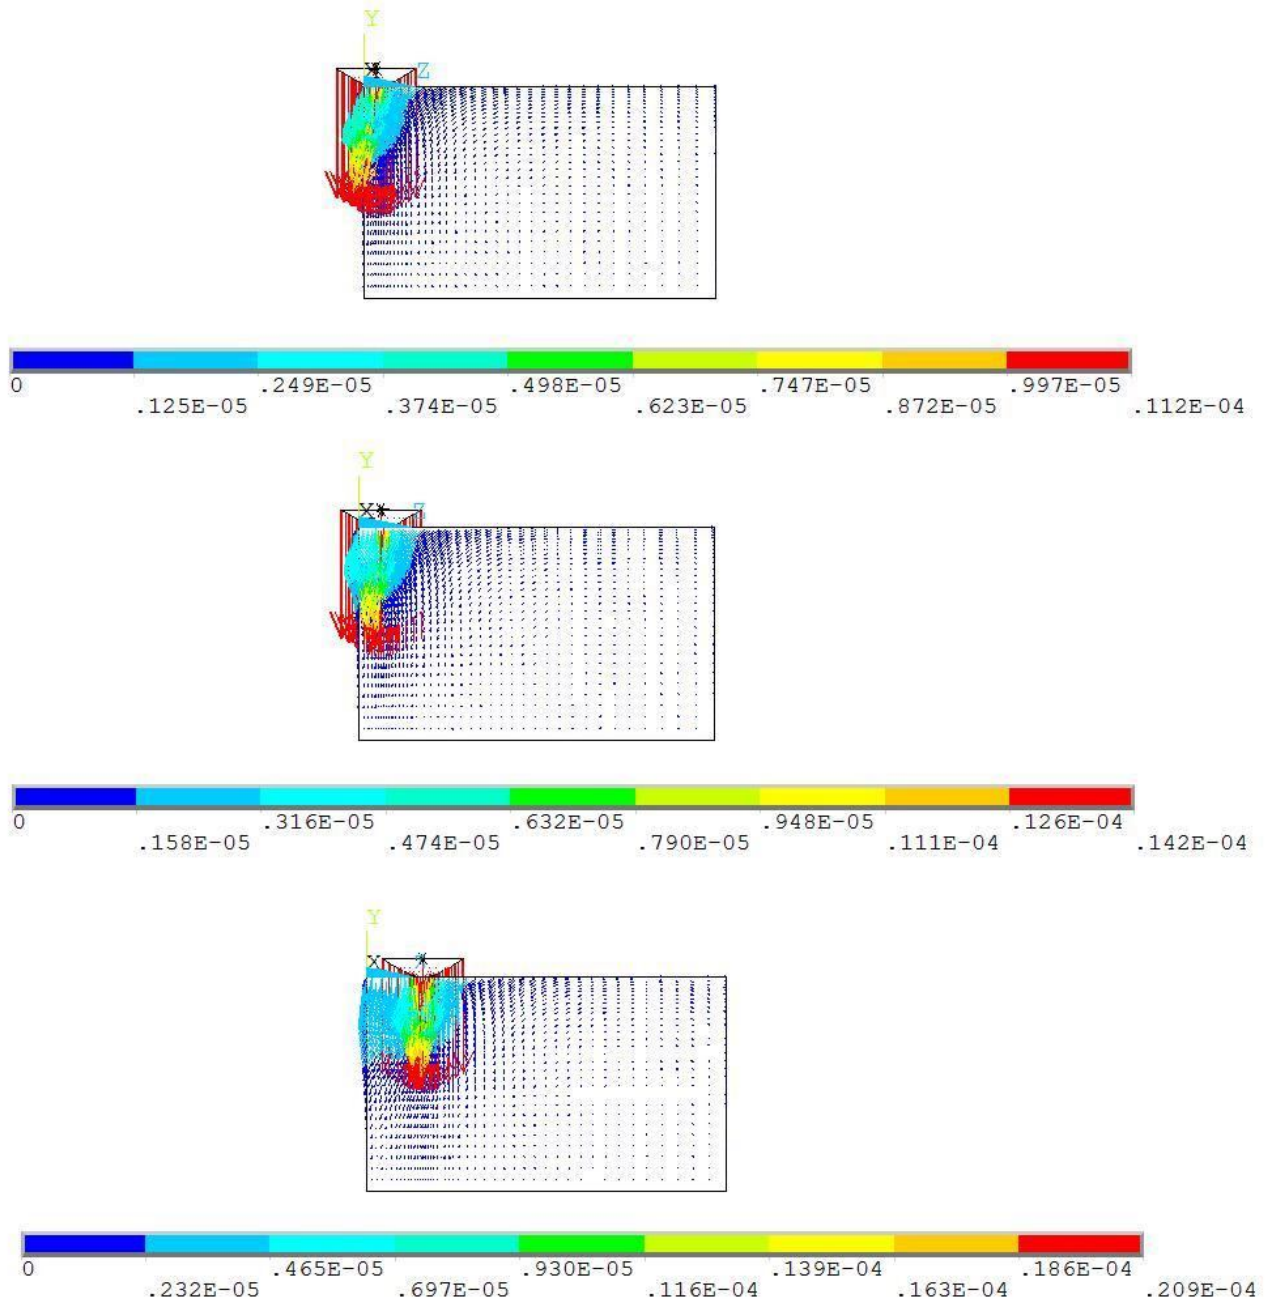 Y
X Z
0 .249E-05 .498E-05 .747E-05 .997E-05
.125E-05 .374E-05 .623E-05 .872E-05 .112E-04
Y
X Z
0 .316E-05 .632E-05 .948E-05 .126E-04
.158E-05 .474E-05 .790E-05 .111E-04 .142E-04
Y
X
0 .465E-05 .930E-05 .139E-04 .186E-04
.232E-05 .697E-05 .116E-04 .163E-04 .209E-04